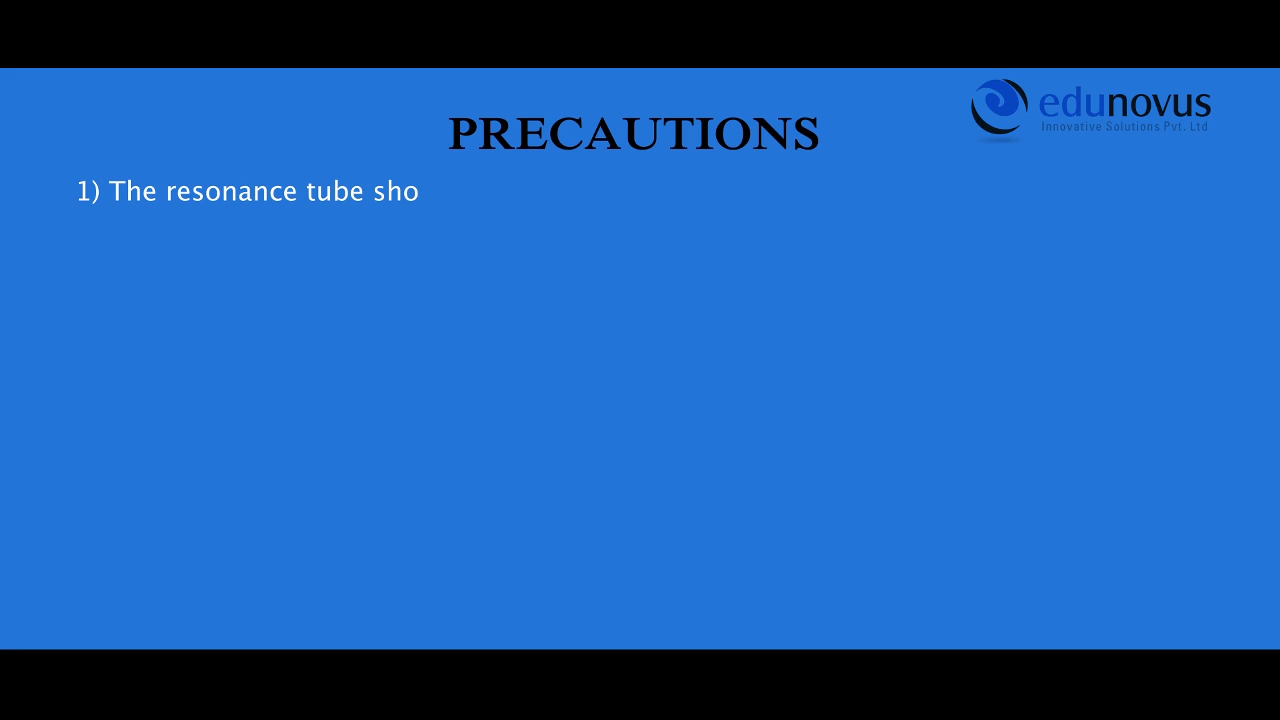 edunovus
Innovative Solutions Pvt. Ltd
PRECAUTIONS
1) The resonance tube sho